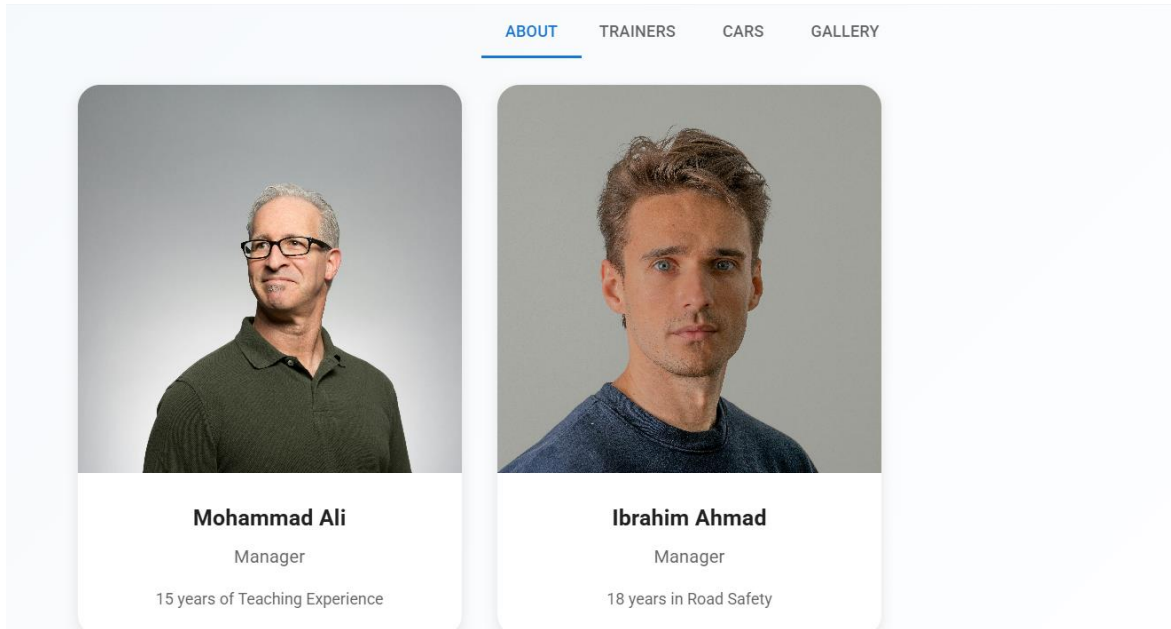 ABOUT TRAINERS CARS GALLERY
Mohammad Ali
Manager
15 years of Teaching Experience
Ibrahim Ahmad
Manager
18 years in Road Safety